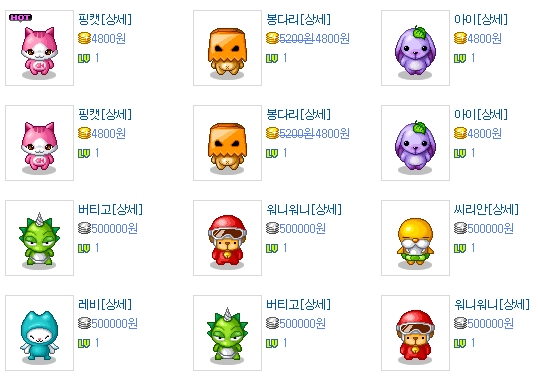 HOT
핑캣[상세]
4800원
LV 1
봉다리[상세]
5200원4800원
LV 1
아이[상세]
4800원
LV 1
핑캣[상세]
4800원
LV 1
봉다리[상세]
5200원4800원
LV 1
아이[상세]
4800원
LV 1
버티고[상세]
500000원
LV 1
워니워니[상세]
500000원
LV 1
씨리안[상세]
500000원
LV 1
레비[상세]
500000원
LV 1
버티고[상세]
500000원
LV 1
워니워니[상세]
500000원
LV 1